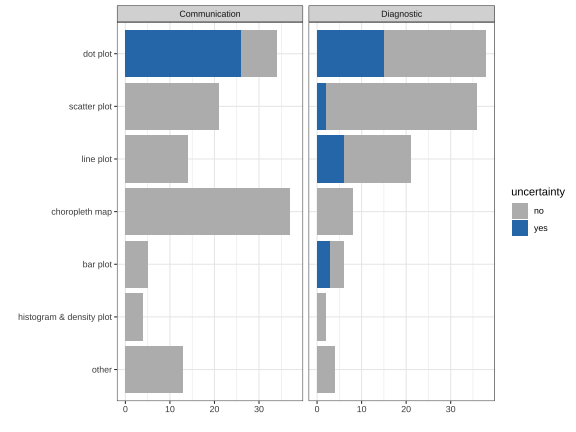 Communication
Diagnostic
dot plot
scatter plot
line plot
choropleth map
bar plot
histogram & density plot
other
0 10 20 30
0 10 20 30
uncertainty
no
yes